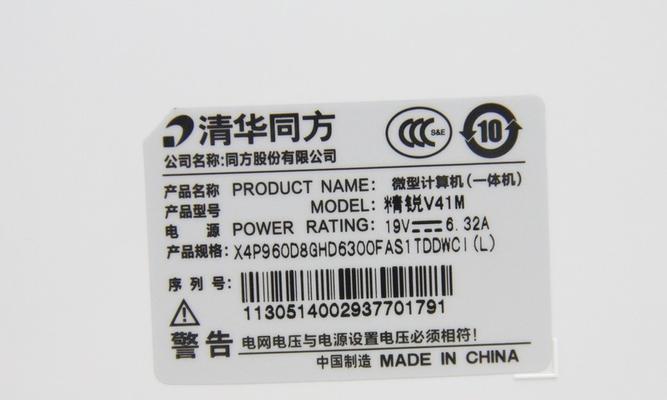 清华同方
CCC S&E
10
公司名称:同方股份有限公司
产品名称 PRODUCT NAME: 微型计算机(一体机)
产品型号 MODEL: 精锐V41M
电 源 POWER RATING: 19V 6.32A
产品规格: X4P960D8GHD6300FAS1TDDWCI(L)
序列号:
1130514002937701791
警告 电网电压与电源设置电压必须相符!
中国制造 MADE IN CHINA